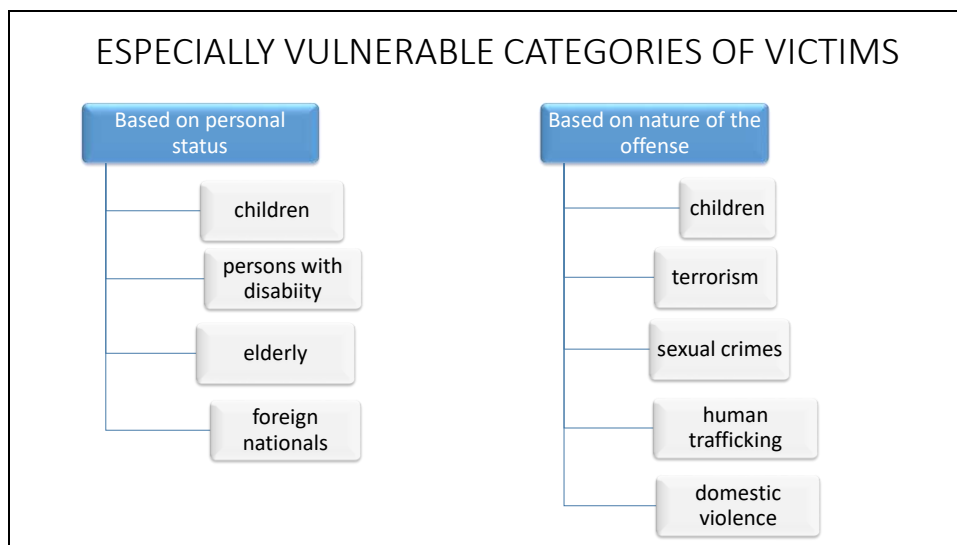 ESPECIALLY VULNERABLE CATEGORIES OF VICTIMS
Based on personal
status
children
persons with
disabiity
elderly
foreign
nationals
Based on nature of the
offense
children
terrorism
sexual crimes
human
trafficking
domestic
violence